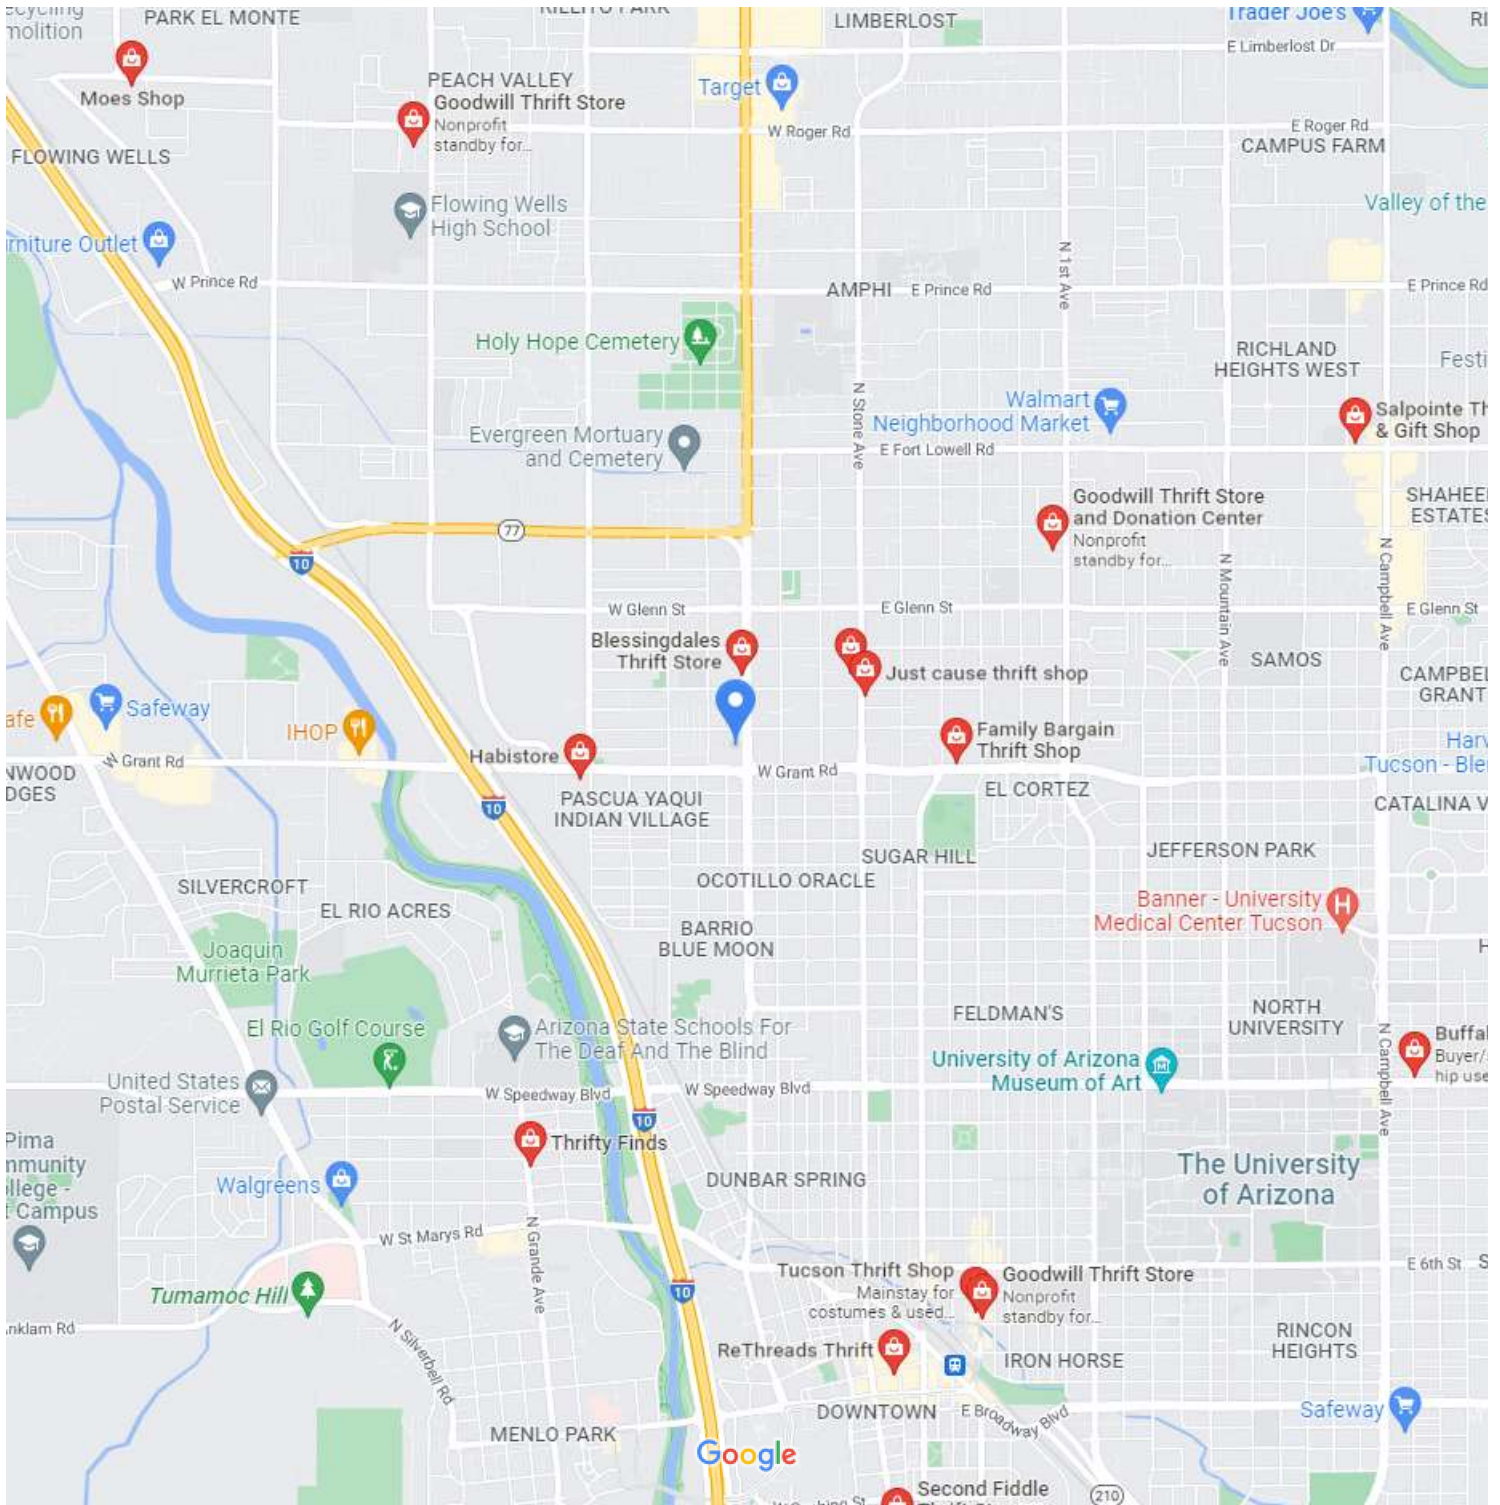 PARK EL MONTE
LIMBERLOST
Trader Joe's
E Limberlost Dr
Moes Shop
PEACH VALLEY
Goodwill Thrift Store
Nonprofit
standby for...
Target
W Roger Rd
E Roger Rd
CAMPUS FARM
FLOWING WELLS
Flowing Wells
High School
Valley of the
Outlet
W Prince Rd
N 1st Ave
AMPHI
E Prince Rd
E Prince Rd
Holy Hope Cemetery
RICHLAND
HEIGHTS WEST
N Stone Ave
Walmart
Neighborhood Market
Salpointe
& Gift Shop
Evergreen Mortuary
and Cemetery
E Fort Lowell Rd
Goodwill Thrift Store
and Donation Center
Nonprofit
standby for...
77
10
N Mountain Ave
N Campbell Ave
W Glenn St
E Glenn St
E Glenn St
Blessingdales
Thrift Store
Just cause thrift shop
SAMOS
GRANT
Safeway
IHOP
Family Bargain
Thrift Shop
Habistore
W Grant Rd
W Grant Rd
Tucson -
EL CORTEZ
10
PASCUA YAQUI
INDIAN VILLAGE
CATALINA
SUGAR HILL
JEFFERSON PARK
SILVERCROFT
OCOTILLO ORACLE
EL RIO ACRES
Banner - University
Medical Center Tucson
BARRIO
BLUE MOON
Joaquin
Murrieta Park
FELDMAN'S
NORTH
UNIVERSITY
El Rio Golf Course
Arizona State Schools For
The Deaf And The Blind
N Campbell Ave
University of Arizona
Museum of Art
United States
Postal Service
W Speedway Blvd
W Speedway Blvd
10
Thrifty Finds
Pima
Campus
Walgreens
DUNBAR SPRING
The University
of Arizona
W St Marys Rd
N Grande Ave
E 6th St
Tucson Thrift Shop
Mainstay for
costumes & used...
Goodwill Thrift Store
Nonprofit
standby for...
Tumamoc Hill
10
Rd
N Silverbell Rd
ReThreads Thrift
IRON HORSE
RINCON
HEIGHTS
DOWNTOWN
E Broadway Blvd
Safeway
MENLO PARK
Google
Second Fiddle
210